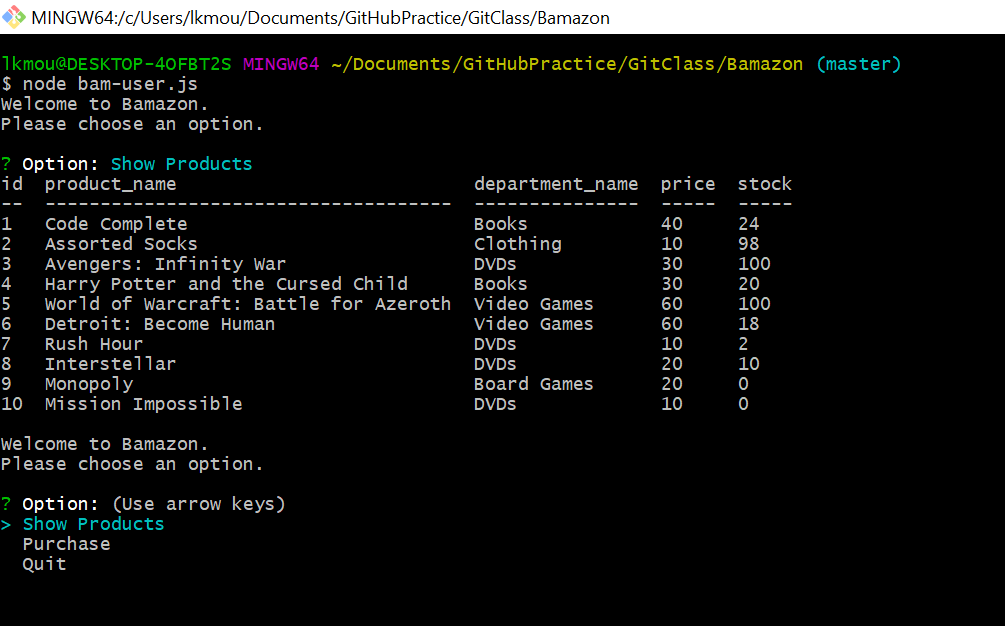 MINGW64:/c/Users/lkmou/Documents/GitHubPractice/GitClass/Bamazon
lkmou@DESKTOP-4OFBT2S MINGW64 ~/Documents/GitHubPractice/GitClass/Bamazon (master)
$ node bam-user.js
Welcome to Bamazon.
Please choose an option.
? Option: Show Products
id  product_name                           department_name  price  stock
--  -------------------------------------  ---------------  -----  -----
1   Code Complete                          Books            40     24
2   Assorted Socks                         Clothing         10     98
3   Avengers: Infinity War                 DVDs             30     100
4   Harry Potter and the Cursed Child      Books            30     20
5   World of Warcraft: Battle for Azeroth  Video Games      60     100
6   Detroit: Become Human                  Video Games      60     18
7   Rush Hour                              DVDs             10     2
8   Interstellar                           DVDs             20     10
9   Monopoly                               Board Games      20     0
10  Mission Impossible                     DVDs             10     0
Welcome to Bamazon.
Please choose an option.
? Option: (Use arrow keys)
> Show Products
  Purchase
  Quit